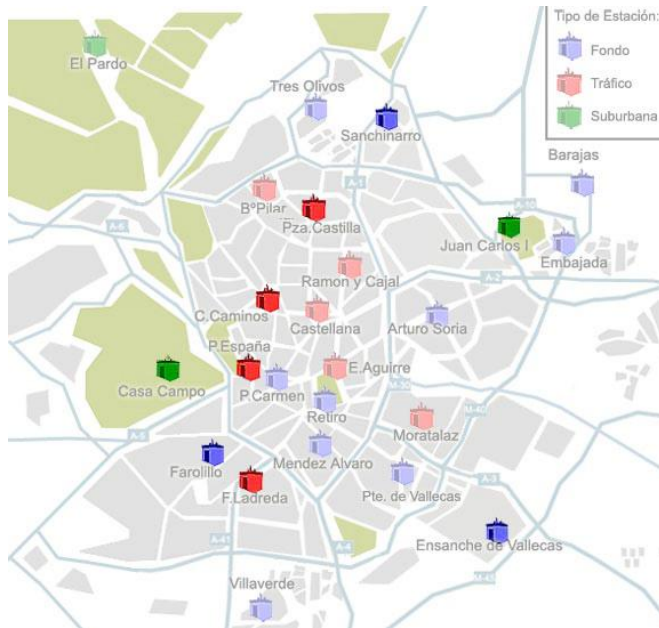 Tipo de Estación:
Fondo
Tráfico
Suburbana
El Pardo
Tres Olivos
Sanchinarro
Barajas
A-1
BºPilar
Pza.Castilla
A-10
Juan Carlos I
Embajada
A-6
Ramon y Cajal
A-2
C.Caminos
Castellana
Arturo Soria
P.España
E.Aguirre
Casa Campo
P.Carmen
M-30
Retiro
M-40
Moratalaz
A-5
Farolillo
Mendez Alvaro
F.Ladreda
Pte. de Vallecas
A-3
A-41
A-4
Ensanche de Vallecas
Villaverde
M-45